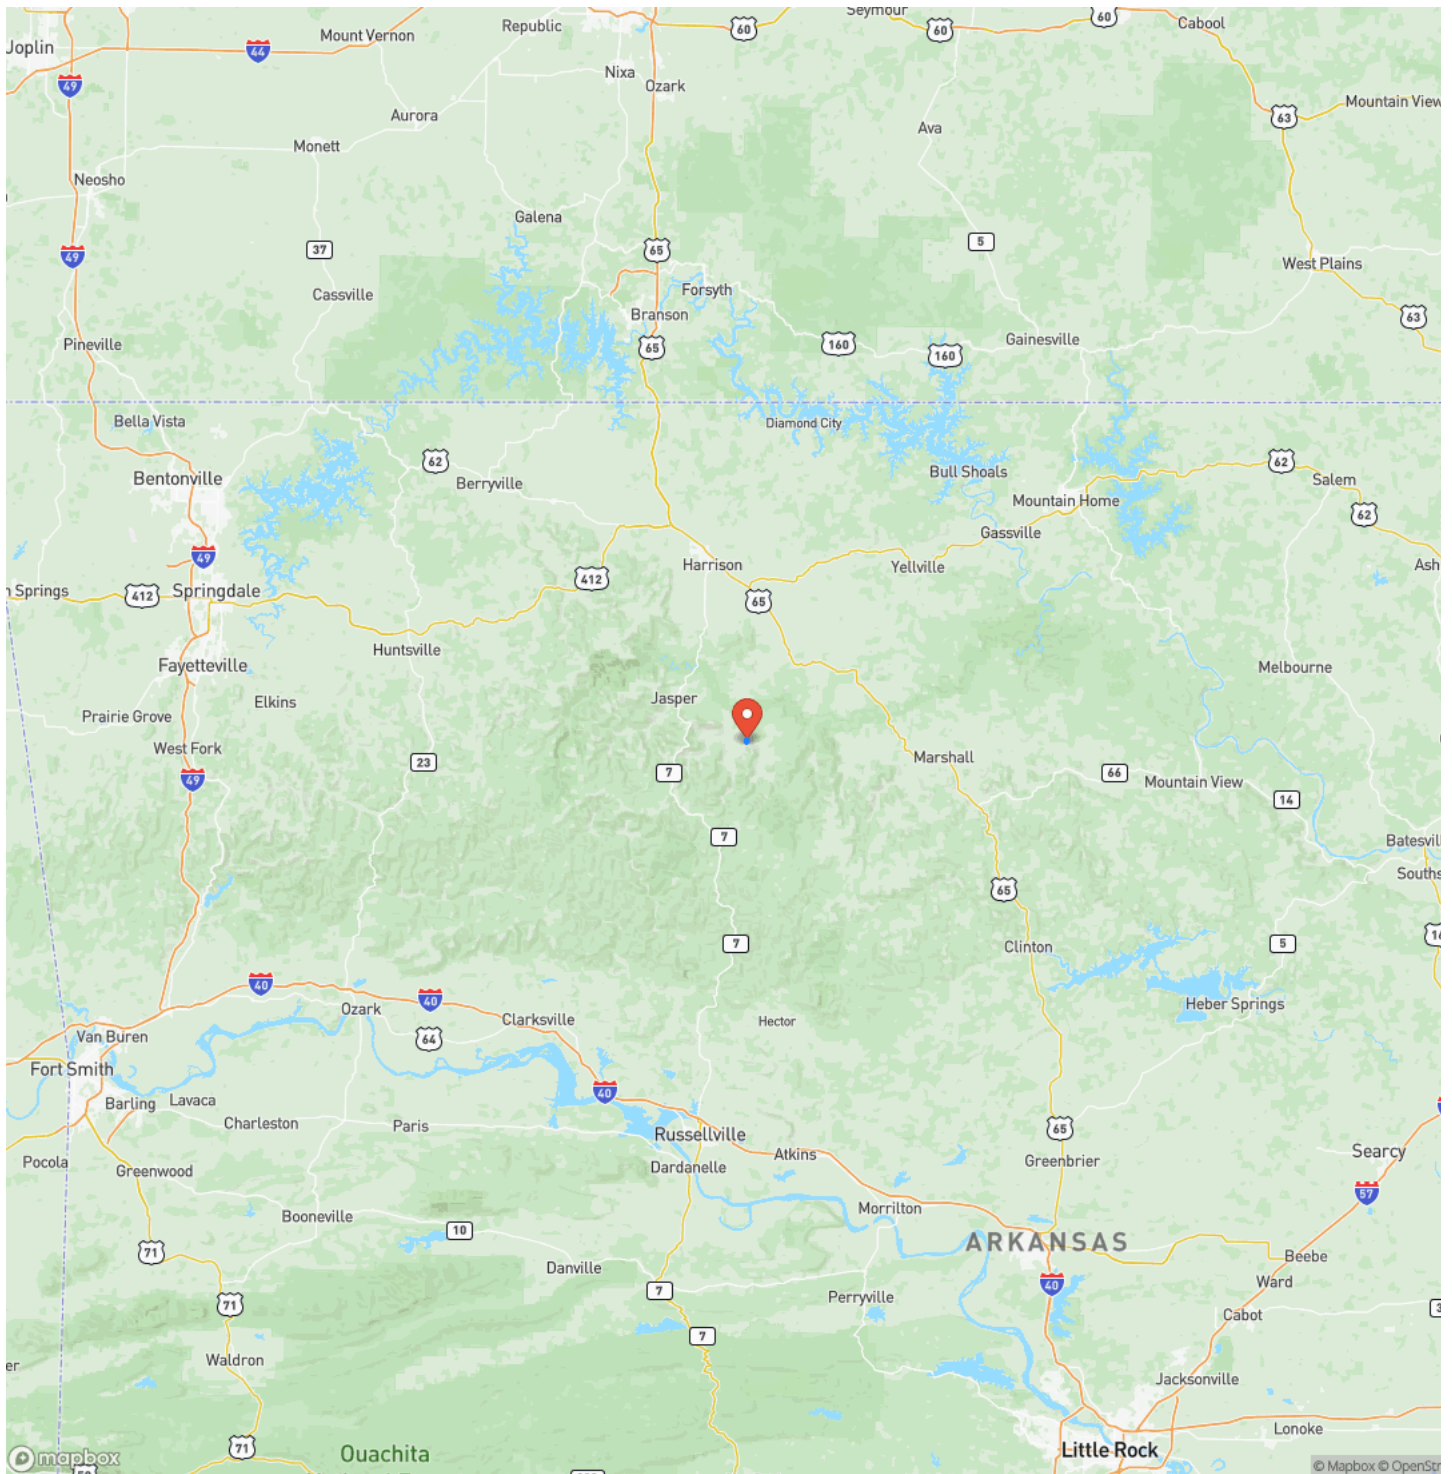 Seymour
60
60
60
Cabool
Republic
Joplin
44
Mount Vernon
49
Nixa
Ozark
Mountain View
Aurora
63
Ava
Monett
Neosho
Galena
37
65
5
49
West Plains
Cassville
Forsyth
Branson
63
65
160
160
Gainesville
Pineville
Bella Vista
Diamond City
62
Bull Shoals
62
Bentonville
Berryville
Salem
Mountain Home
62
Gassville
49
Harrison
Yellville
Ash
412
n Springs
412
Springdale
65
Huntsville
Fayetteville
Melbourne
Jasper
Elkins
Prairie Grove
West Fork
Marshall
23
7
66
49
Mountain View
14
7
Batesvil
Souths
65
7
Clinton
5
16
40
40
Ozark
Heber Springs
Clarksville
Hector
Van Buren
64
Fort Smith
40
Barling
Lavaca
Charleston
Paris
65
Russellville
Searcy
Pocola
Greenwood
Dardanelle
Atkins
Greenbrier
57
Booneville
Morrilton
10
ARKANSAS
71
Danville
Beebe
40
Ward
7
Perryville
71
Cabot
3
7
Waldron
er
Jacksonville
71
Ouachita
Lonoke
Little Rock
mapbox
© Mapbox © OpenStr